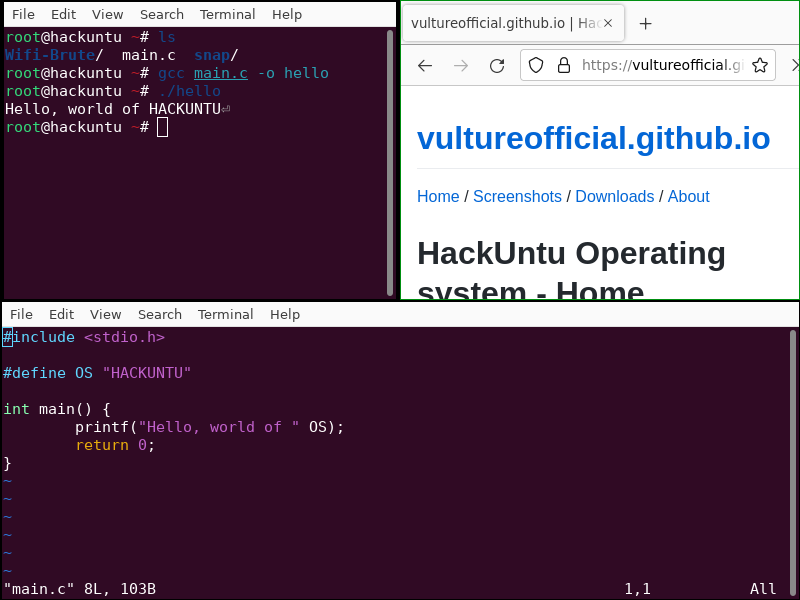 File Edit View Search Terminal Help
root@hackuntu ~# ls
Wifi-Brute/  main.c  snap/
root@hackuntu ~# gcc main.c -o hello
root@hackuntu ~# ./hello
Hello, world of HACKUNTU⏎
root@hackuntu ~#
vultureofficial.github.io | Hac
https://vultureofficial.gi
vultureofficial.github.io
Home / Screenshots / Downloads / About
HackUntu Operating
system - Home
File Edit View Search Terminal Help
#include <stdio.h>
#define OS "HACKUNTU"
int main() {
        printf("Hello, world of " OS);
        return 0;
}
~
~
~
~
~
~
"main.c" 8L, 103B 1,1 All